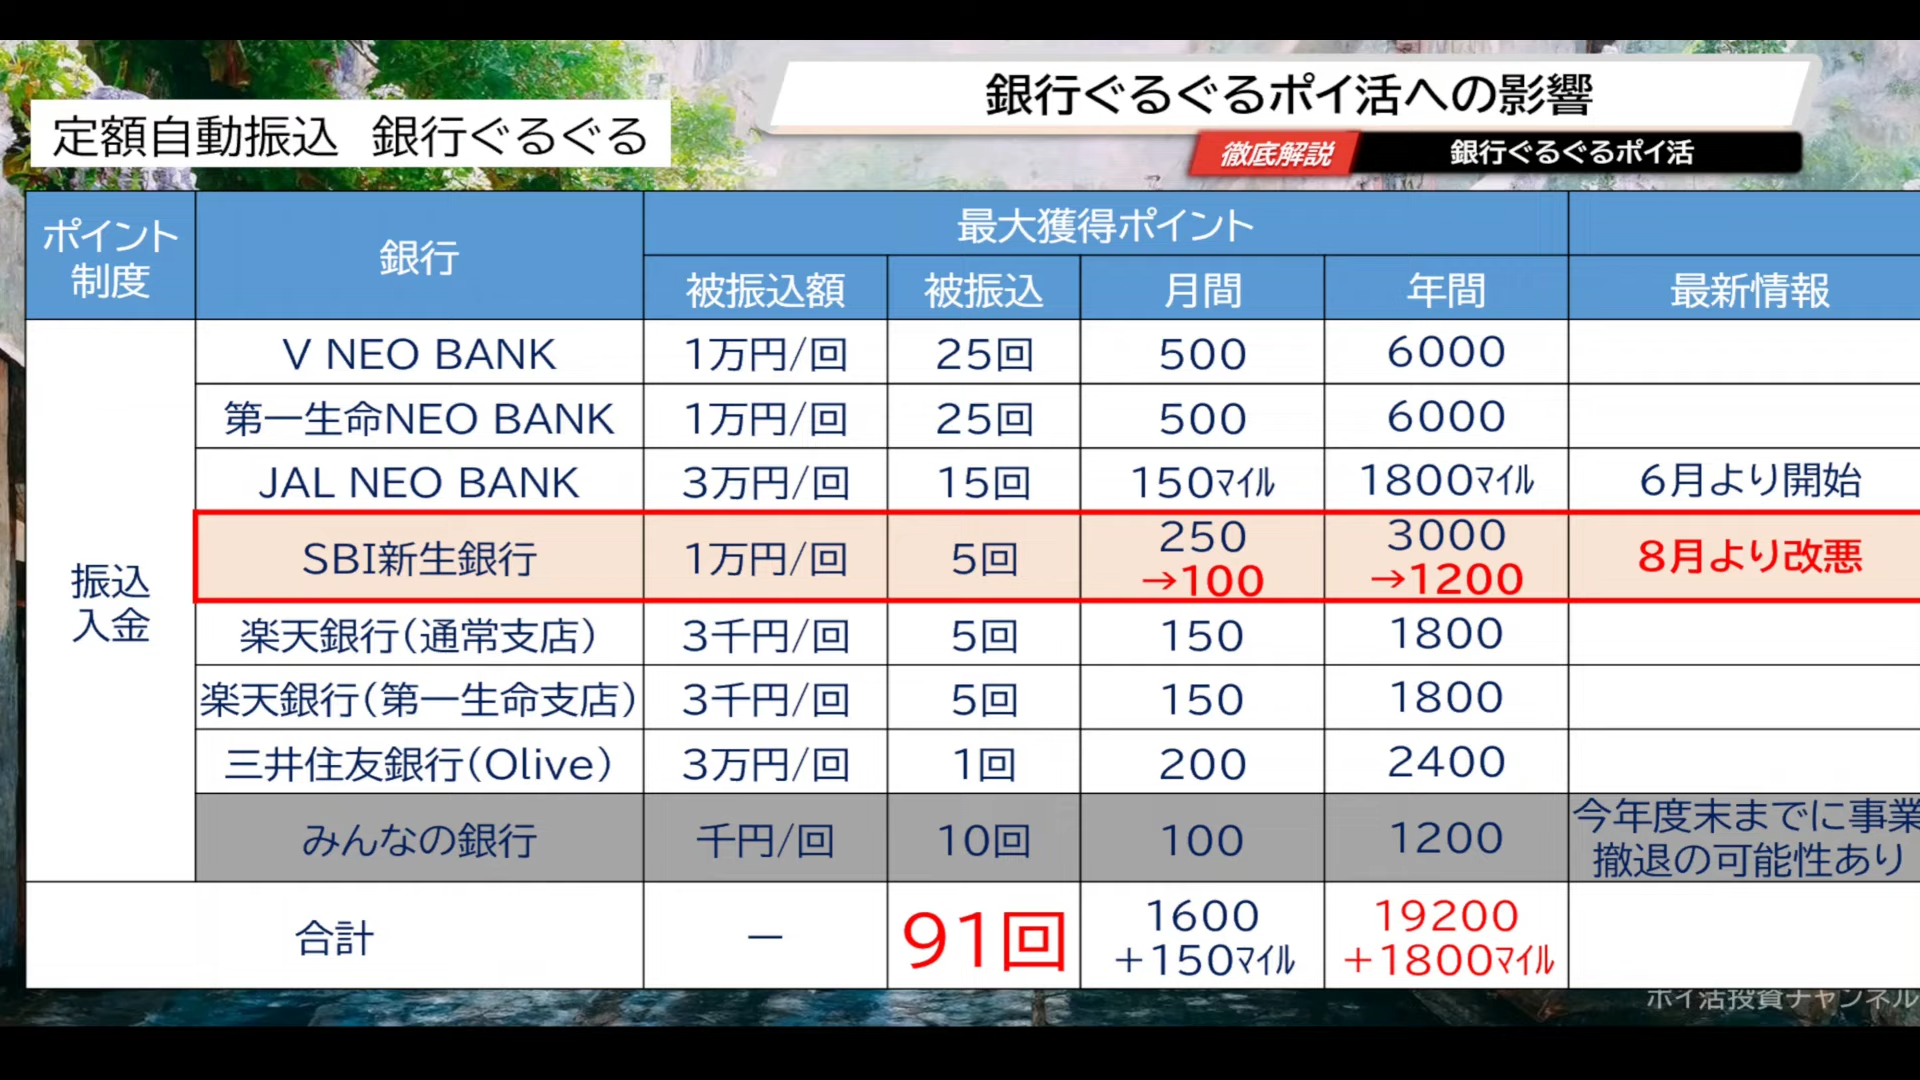 定額自動振込 銀行ぐるぐる
銀行ぐるぐるポイ活への影響
徹底解説 銀行ぐるぐるポイ活
ポイント
制度
銀行
最大獲得ポイント
被振込額 被振込 月間 年間 最新情報
振込
入金
V NEO BANK 1万円/回 25回 500 6000
第一生命NEO BANK 1万円/回 25回 500 6000
JAL NEO BANK 3万円/回 15回 150マイル 1800マイル 6月より開始
SBI新生銀行 1万円/回 5回 250 3000 8月より改悪
→100 →1200
楽天銀行(通常支店) 3千円/回 5回 150 1800
楽天銀行(第一生命支店) 3千円/回 5回 150 1800
三井住友銀行(Olive) 3万円/回 1回 200 2400
みんなの銀行 千円/回 10回 100 1200 今年度末までに事業
撤退の可能性あり
合計 ー 91回 1600 19200
+150マイル +1800マイル
ポイ活投資チャンネル